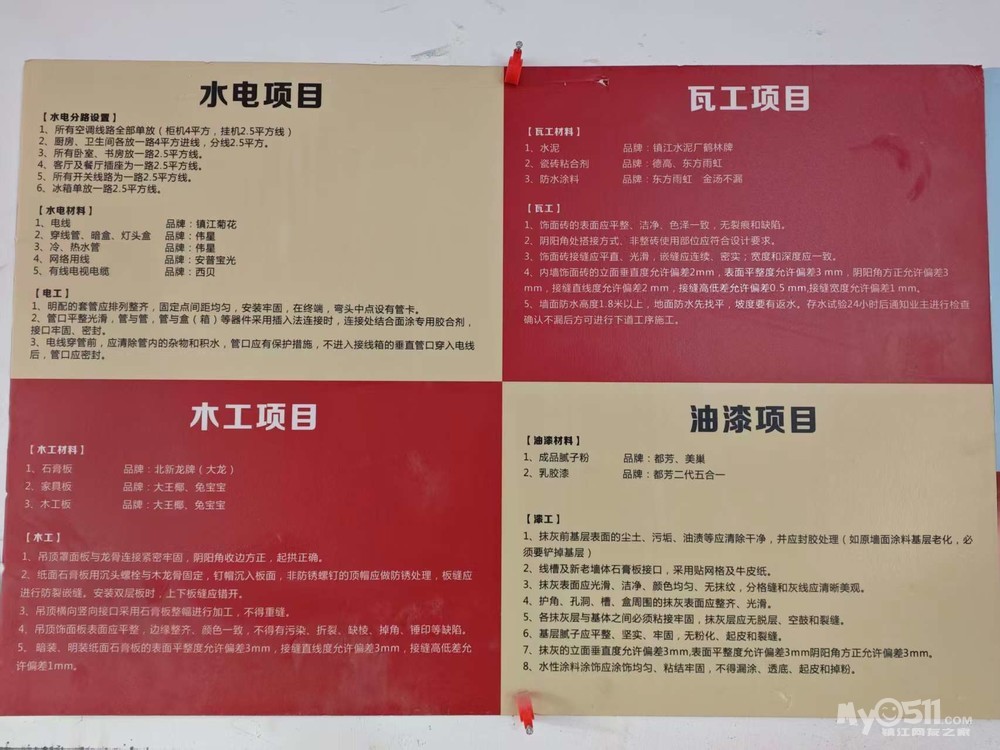 水电项目
【水电分路设置】
1、所有空调线路全部单放（柜机4平方，挂机2.5平方线）
2、厨房、卫生间各放一路4平方进线，分线2.5平方。
3、所有卧室、书房放一路2.5平方线。
4、客厅及餐厅插座为一路2.5平方线。
5、所有开关线路为一路2.5平方线。
6、冰箱单放一路2.5平方线。
【水电材料】
1、电线 品牌：镇江菊花
2、穿线管、暗盒、灯头盒 品牌：伟星
3、冷、热水管 品牌：伟星
4、网络用线 品牌：安普宝光
5、有线电视电缆 品牌：西贝
【电工】
1、明配的套管应排列整齐，固定点间距均匀，安装牢固，在终端，弯头中点设有管卡。
2、管口平整光滑，管与管，管与盒（箱）等器件采用插入法连接时，连接处结合面涂专用胶合剂，
接口牢固、密封。
3、电线穿管前，应清除管内的杂物和积水，管口应有保护措施，不进入接线箱的垂直管口穿入电线
后，管口应密封。
瓦工项目
【瓦工材料】
1、水泥 品牌：镇江水泥厂鹤林牌
2、瓷砖粘合剂 品牌：德高、东方雨虹
3、防水涂料 品牌：东方雨虹 金汤不漏
【瓦工】
1、饰面砖的表面应平整、洁净、色泽一致，无裂痕和缺陷。
2、阴阳角处搭接方式、非整砖使用部位应符合设计要求。
3、饰面砖接缝应平直、光滑，嵌缝应连续、密实；宽度和深度应一致。
4、内墙饰面砖的立面垂直度允许偏差2mm，表面平整度允许偏差3 mm，阴阳角方正允许偏差3
mm，接缝直线度允许偏差2 mm，接缝高低差允许偏差0.5 mm,接缝宽度允许偏差1 mm。
5、墙面防水高度1.8米以上，地面防水先找平，坡度要有返水。存水试验24小时后通知业主进行检查
确认不漏后方可进行下道工序施工。
木工项目
【木工材料】
1、石膏板 品牌：北新龙牌（大龙）
2、家具板 品牌：大王椰、兔宝宝
3、木工板 品牌：大王椰、兔宝宝
【木工】
1、吊顶罩面板与龙骨连接紧密牢固，阴阳角收边方正，起拱正确。
2、纸面石膏板用沉头螺栓与木龙骨固定，钉帽沉入板面，非防锈螺钉的顶帽应做防锈处理，板缝应
进行防裂嵌缝。安装双层板时，上下板缝应错开。
3、吊顶横向竖向接口采用石膏板整幅进行加工，不得重缝。
4、吊顶饰面板表面应平整，边缘整齐、颜色一致，不得有污染、折裂、缺棱、掉角、锤印等缺陷。
5、暗装、明装纸面石膏板的表面平整度允许偏差3mm，接缝直线度允许偏差3mm，接缝高低差允
许偏差1mm。
油漆项目
【油漆材料】
1、成品腻子粉 品牌：都芳、美巢
2、乳胶漆 品牌：都芳二代五合一
【漆工】
1、抹灰前基层表面的尘土、污垢、油渍等应清除干净，并应封胶处理（如原墙面涂料基层老化，必
须要铲掉基层）
2、线槽及新老墙体石膏板接口，采用贴网格及牛皮纸。
3、抹灰表面应光滑、洁净、颜色均匀、无抹纹，分格缝和灰线应清晰美观。
4、护角、孔洞、槽、盒周围的抹灰表面应整齐、光滑。
5、各抹灰层与基体之间必须粘接牢固，抹灰层应无脱层、空鼓和裂缝。
6、基层腻子应平整、坚实、牢固，无粉化、起皮和裂缝。
7、抹灰的立面垂直度允许偏差3mm,表面平整度允许偏差3mm阴阳角方正允许偏差3mm。
8、水性涂料涂饰应涂饰均匀、粘结牢固，不得漏涂、透底、起皮和掉粉。
My0511.COM
镇江网友之家